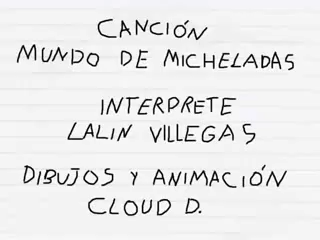 CANCIÓN
MUNDO DE MICHELADAS
INTERPRETE
LALIN VILLEGAS
DIBUJOS Y ANIMACIÓN
CLOUD D.